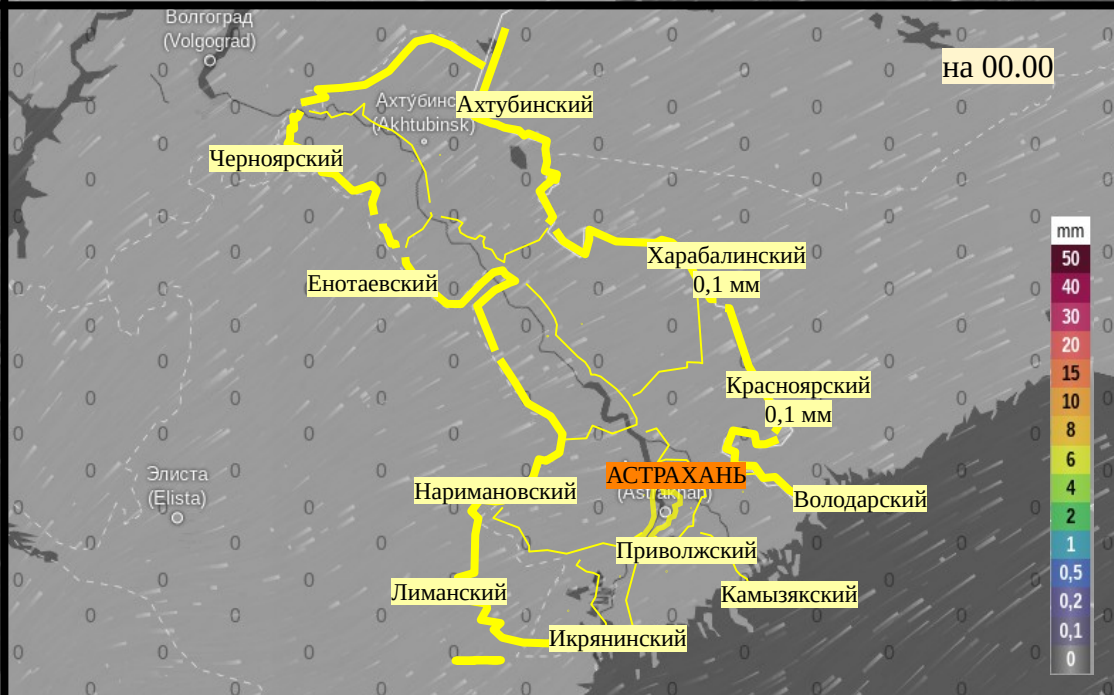 Волгоград
(Volgograd)
на 00.00
Ахтубинский
(Akhtubinsk)
Черноярский
Харабалинский
0,1 мм
Енотаевский
Красноярский
0,1 мм
Элиста
(Elista)
АСТРАХАНЬ
(Astrakhan)
Нариманoвский
Володарский
Приволжский
Лиманский
Камызякский
Икрянинский
mm
50
40
30
20
15
10
8
6
4
2
1
0,5
0,2
0,1
0